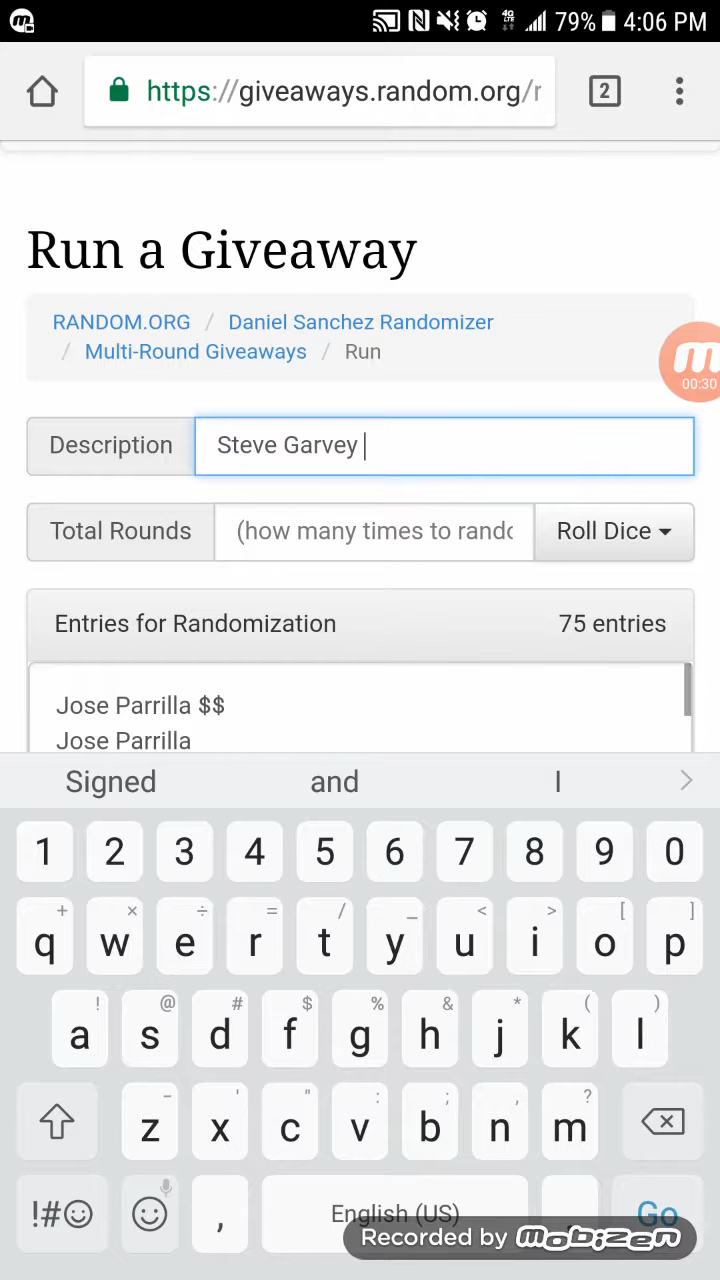 79% 4:06 PM
https://giveaways.random.org/r
2
Run a Giveaway
RANDOM.ORG / Daniel Sanchez Randomizer
/ Multi-Round Giveaways / Run
00:30
Description Steve Garvey
Total Rounds (how many times to rando Roll Dice
Entries for Randomization 75 entries
Jose Parrilla $$
Jose Parrilla
Signed and I
1 2 3 4 5 6 7 8 9 0
+ × ÷ = / _ < > [ ]
q w e r t y u i o p
! @ # $ % & * ( )
a s d f g h j k l
- ' " : ; , ?
z x c v b n m
!#☺ , English (US) . Go
Recorded by mobizen